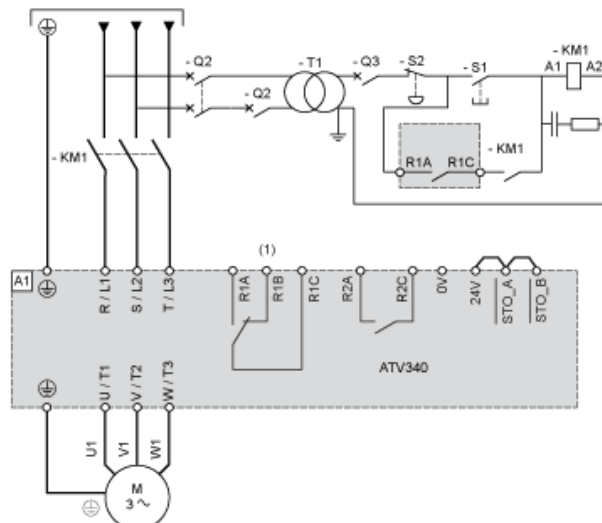 - Q2
- T1
- Q3
- S2
- S1
- KM1
A1
A2
- Q2
- KM1
R1A
R1C
- KM1
(1)
A1
R / L1
S / L2
T / L3
R1A
R1B
R1C
R2A
R2C
0V
24V
STO_A
STO_B
ATV340
U / T1
V / T2
W / T3
U1
V1
W1
M
3 ~